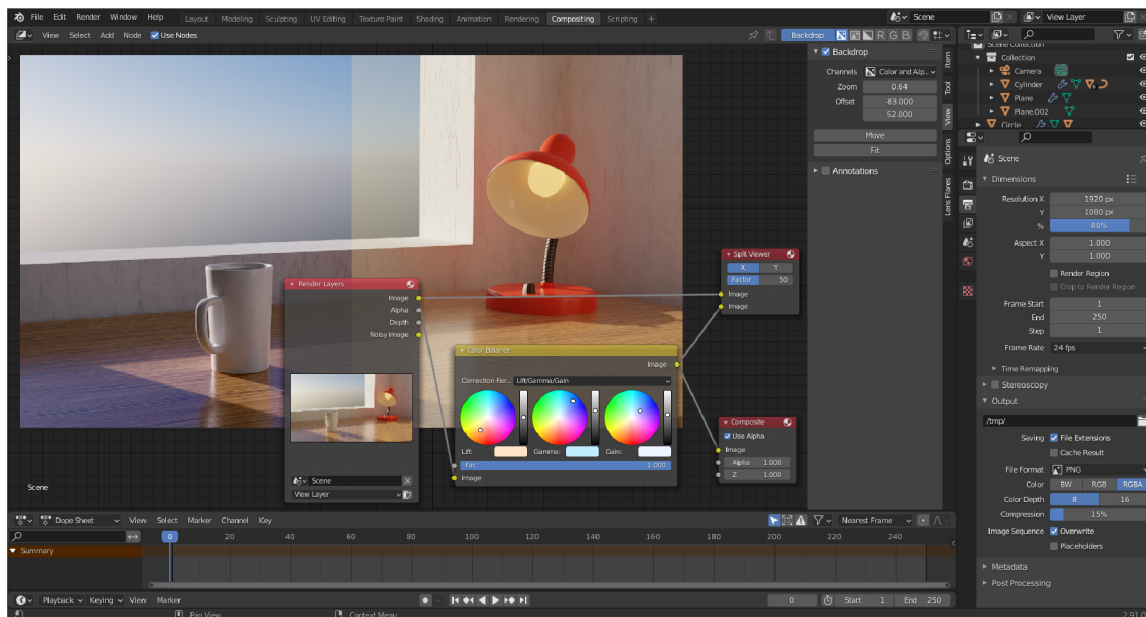 File Edit Render Window Help Layout Modeling Sculpting UV Editing Texture Paint Shading Animation Rendering Compositing Scripting + Scene View Layer
View Select Add Node Use Nodes Backdrop R G B
Backdrop
Channels Color and Alp..
Zoom 0.64
Offset -83.000
52.000
Move
Fit
Annotations
Item
Tool
View
Options
Lens Flares
Scene Collection
Collection
Camera
Cylinder
Plane
Plane.002
Circle
Scene
Dimensions
Resolution X 1920 px
Y 1080 px
% 80%
Aspect X 1.000
Y 1.000
Render Region
Crop to Render Region
Frame Start 1
End 250
Step 1
Frame Rate 24 fps
Time Remapping
Stereoscopy
Output
/tmp/
Saving File Extensions
Cache Result
File Format PNG
Color BW RGB RGBA
Color Depth 8 16
Compression 15%
Image Sequence Overwrite
Placeholders
Metadata
Post Processing
Render Layers
Image
Alpha
Depth
Noisy Image
Scene
View Layer
Color Balance
Image
Correction For... Lift/Gamma/Gain
Lift: Gamma: Gain:
Fac 1.000
Image
Split Viewer
X Y
Factor 50
Image
Image
Composite
Use Alpha
Image
Alpha 1.000
Z 1.000
Scene
Dope Sheet View Select Marker Channel Key Nearest Frame
0 20 40 60 80 100 120 140 160 180 200 220 240
Summary
Playback Keying View Marker 0 Start 1 End 250
Pan View Context Menu